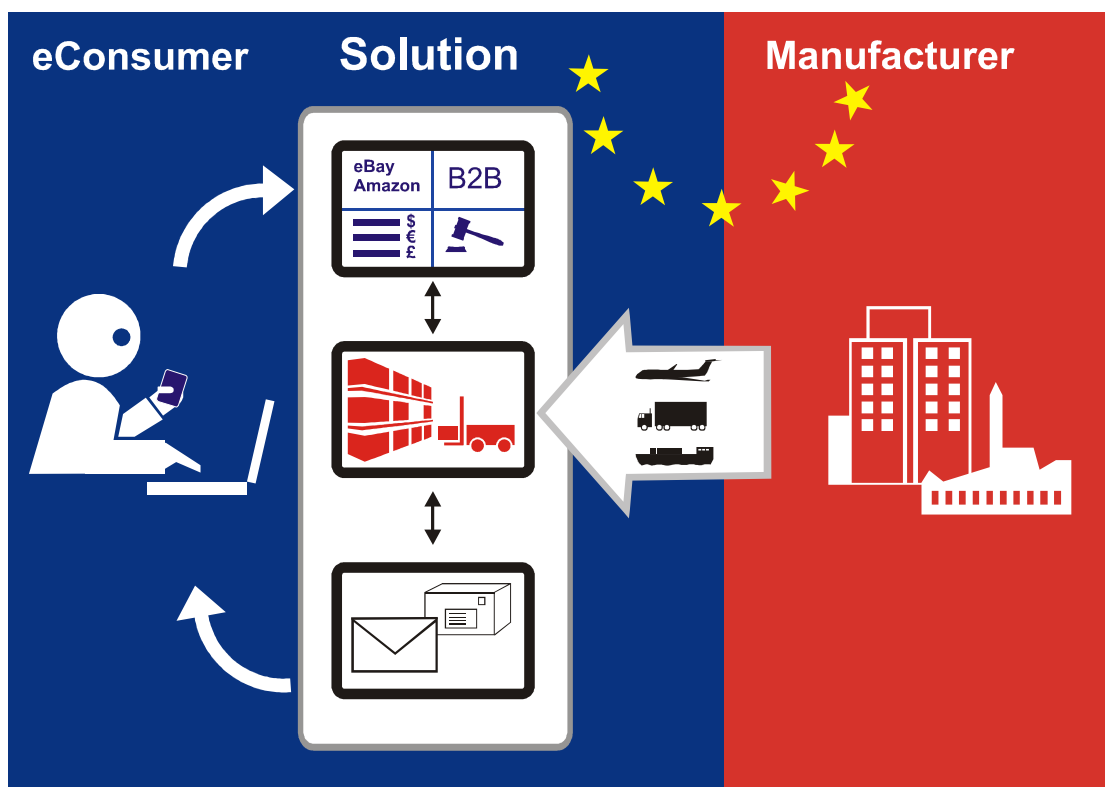 eConsumer
Solution
Manufacturer
eBay
Amazon
B2B
$
€
£